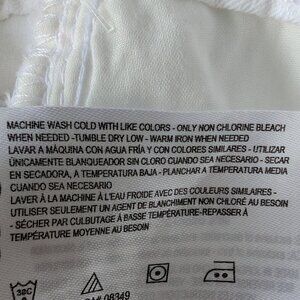 MACHINE WASH COLD WITH LIKE COLORS - ONLY NON CHLORINE BLEACH
WHEN NEEDED -TUMBLE DRY LOW - WARM IRON WHEN NEEDED
LAVAR A MÁQUINA CON AGUA FRÍA Y CON COLORES SIMILARES - UTILIZAR
ÚNICAMENTE BLANQUEADOR SIN CLORO CUANDO SEA NECESARIO - SECAR
EN SECADORA, A TEMPERATURA BAJA - PLANCHAR A TEMPERATURA MEDIA
CUANDO SEA NECESARIO
LAVER À LA MACHINE À L'EAU FROIDE AVEC DES COULEURS SIMILAIRES -
UTILISER SEULEMENT UN AGENT DE BLANCHIMENT NON CHLORÉ AU BESOIN
- SÉCHER PAR CULBUTAGE À BASSE TEMPÉRATURE-REPASSER À
TEMPÉRATURE MOYENNE AU BESOIN
30C
CA# 08349